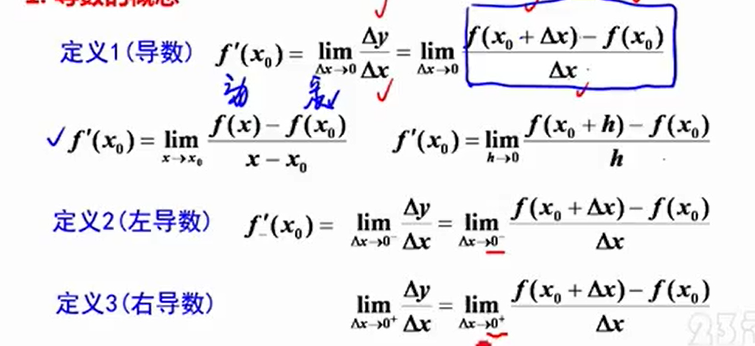 定义1(导数) f′(x₀) = lim_{Δx→0} Δy/Δx = lim_{Δx→0} (f(x₀ + Δx) − f(x₀))/Δx
动
f′(x₀) = lim_{x→x₀} (f(x) − f(x₀))/(x − x₀) f′(x₀) = lim_{h→0} (f(x₀ + h) − f(x₀))/h
定义2(左导数) f′₋(x₀) = lim_{Δx→0⁻} Δy/Δx = lim_{Δx→0⁻} (f(x₀ + Δx) − f(x₀))/Δx
定义3(右导数) lim_{Δx→0⁺} Δy/Δx = lim_{Δx→0⁺} (f(x₀ + Δx) − f(x₀))/Δx